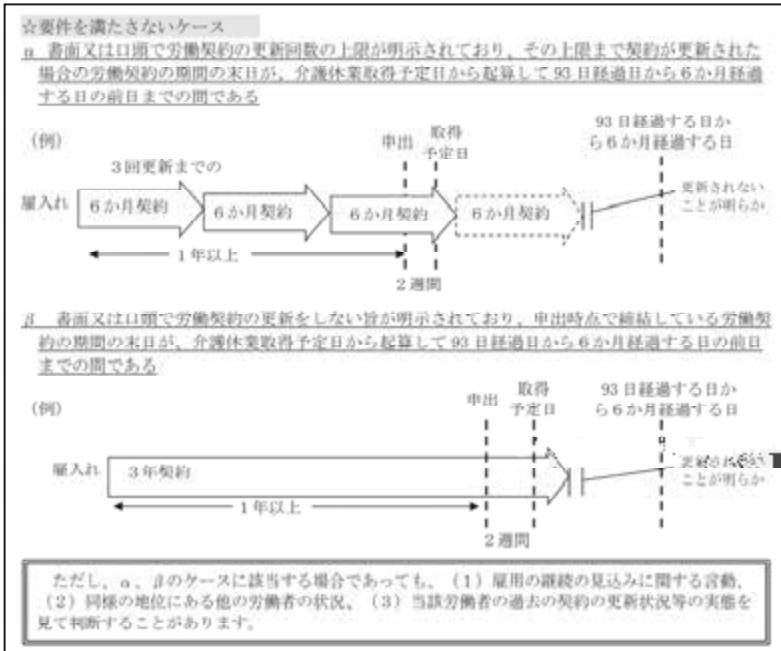 ☆要件を満たさないケース
α 書面又は口頭で労働契約の更新回数の上限が明示されており、その上限まで契約が更新された
場合の労働契約の期間の末日が、介護休業取得予定日から起算して93日経過日から6か月経過
する日の前日までの間である
(例)
3回更新までの
申出
取得
予定日
93日経過する日か
ら6か月経過する日
雇入れ
6か月契約
6か月契約
6か月契約
6か月契約
更新されない
ことが明らか
1年以上
2週間
β 書面又は口頭で労働契約の更新をしない旨が明示されており、申出時点で締結している労働契
約の期間の末日が、介護休業取得予定日から起算して93日経過日から6か月経過する日の前日
までの間である
(例)
申出
取得
予定日
93日経過する日か
ら6か月経過する日
雇入れ
3年契約
更新されない
ことが明らか
1年以上
2週間
ただし、α、βのケースに該当する場合であっても、(1)雇用の継続の見込みに関する言動、
(2)同様の地位にある他の労働者の状況、(3)当該労働者の過去の契約の更新状況等の実態を
見て判断することがあります。